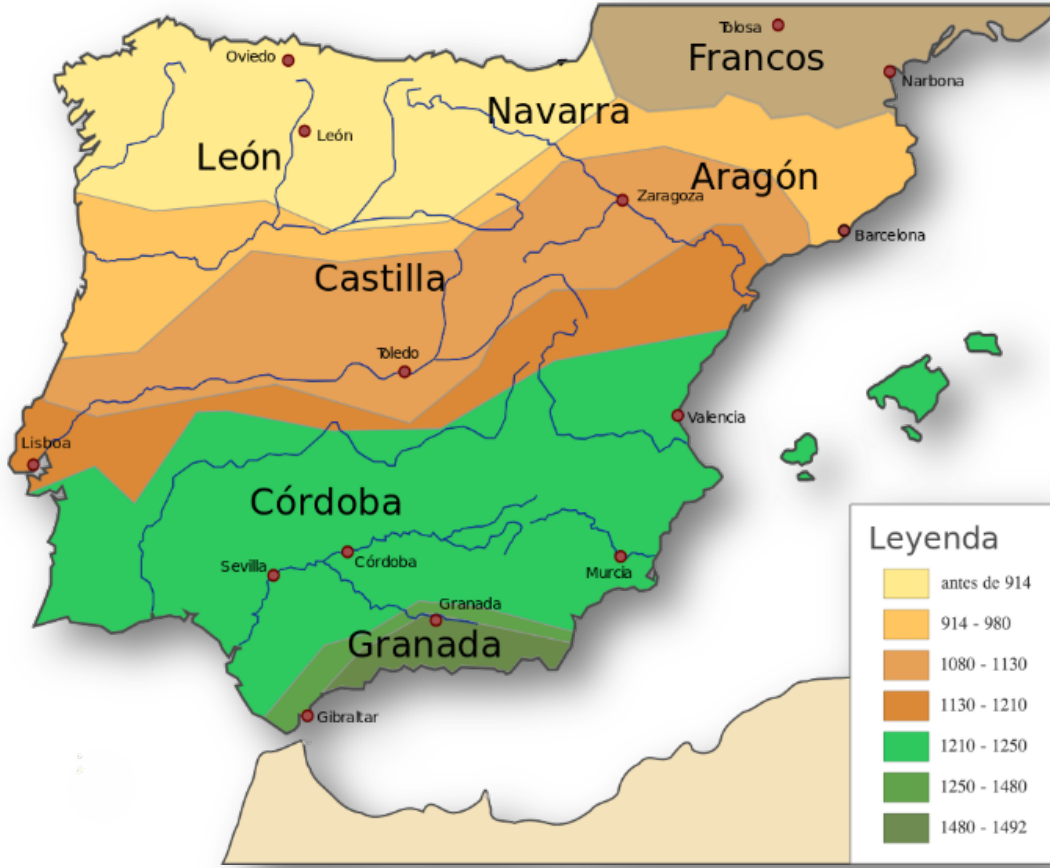 Tolosa
Francos
Oviedo
Narbona
Navarra
León
León
Aragón
Zaragoza
Barcelona
Castilla
Toledo
Valencia
Lisboa
Córdoba
Córdoba
Sevilla
Murcia
Granada
Granada
Gibraltar
Leyenda
antes de 914
914 - 980
1080 - 1130
1130 - 1210
1210 - 1250
1250 - 1480
1480 - 1492